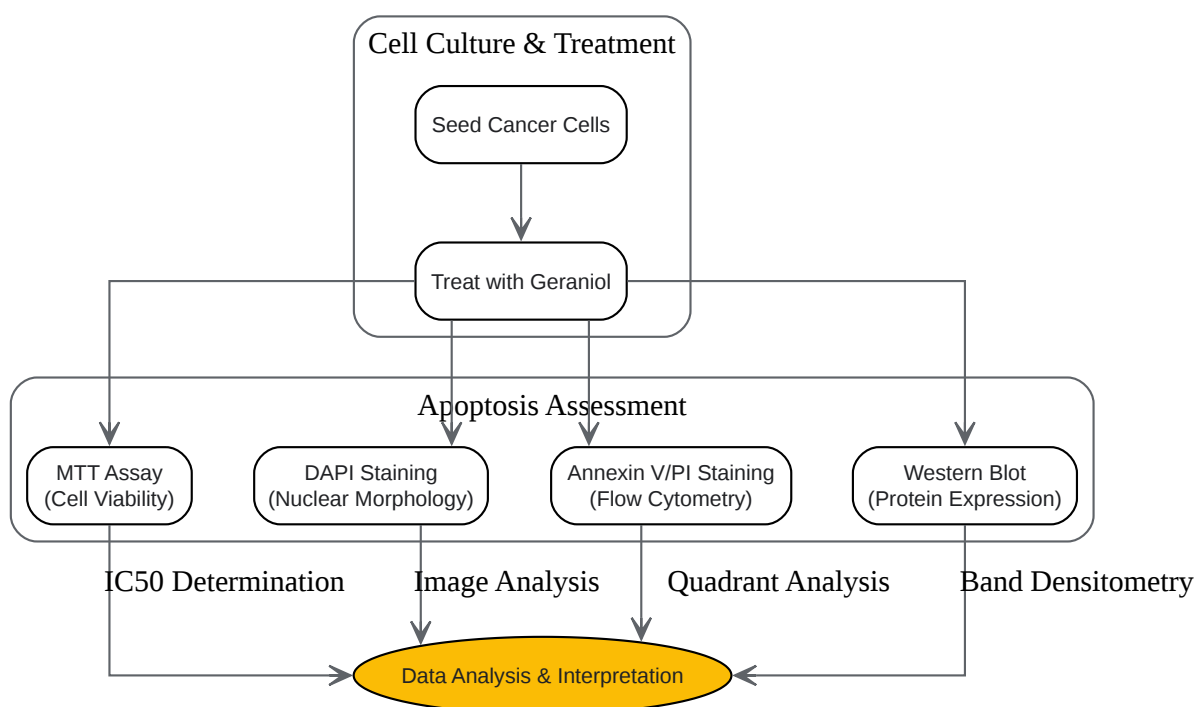 Cell Culture & Treatment
Seed Cancer Cells
Treat with Geraniol
Apoptosis Assessment
MTT Assay
(Cell Viability)
DAPI Staining
(Nuclear Morphology)
Annexin V/PI Staining
(Flow Cytometry)
Western Blot
(Protein Expression)
IC50 Determination
Image Analysis
Quadrant Analysis
Band Densitometry
Data Analysis & Interpretation